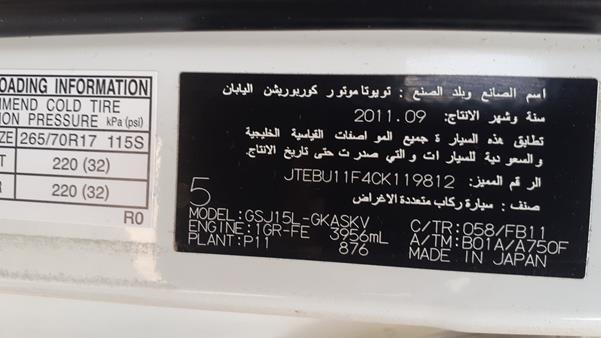 OADING INFORMATION
MMEND COLD TIRE
ION PRESSURE kPa (psi)
ZE 265/70R17 115S
T 220 (32)
R 220 (32)
R0
اسم الصانع وبلد الصنع : تويوتا موتور كوربوريشن اليابان
سنة وشهر الانتاج: 2011.09
تطابق هذه السيارة جميع المواصفات القياسية الخليجية
والسعودية للسيارات والتي صدرت حتى تاريخ الانتاج.
الرقم المميز: JTEBU11F4CK119812
صنف : سيارة ركاب متعددة الاغراض
5
MODEL:GSJ15L-GKASKV C/TR:058/FB11
ENGINE:1GR-FE 3956mL A/TM:B01A/A750F
PLANT:P11 876 MADE IN JAPAN